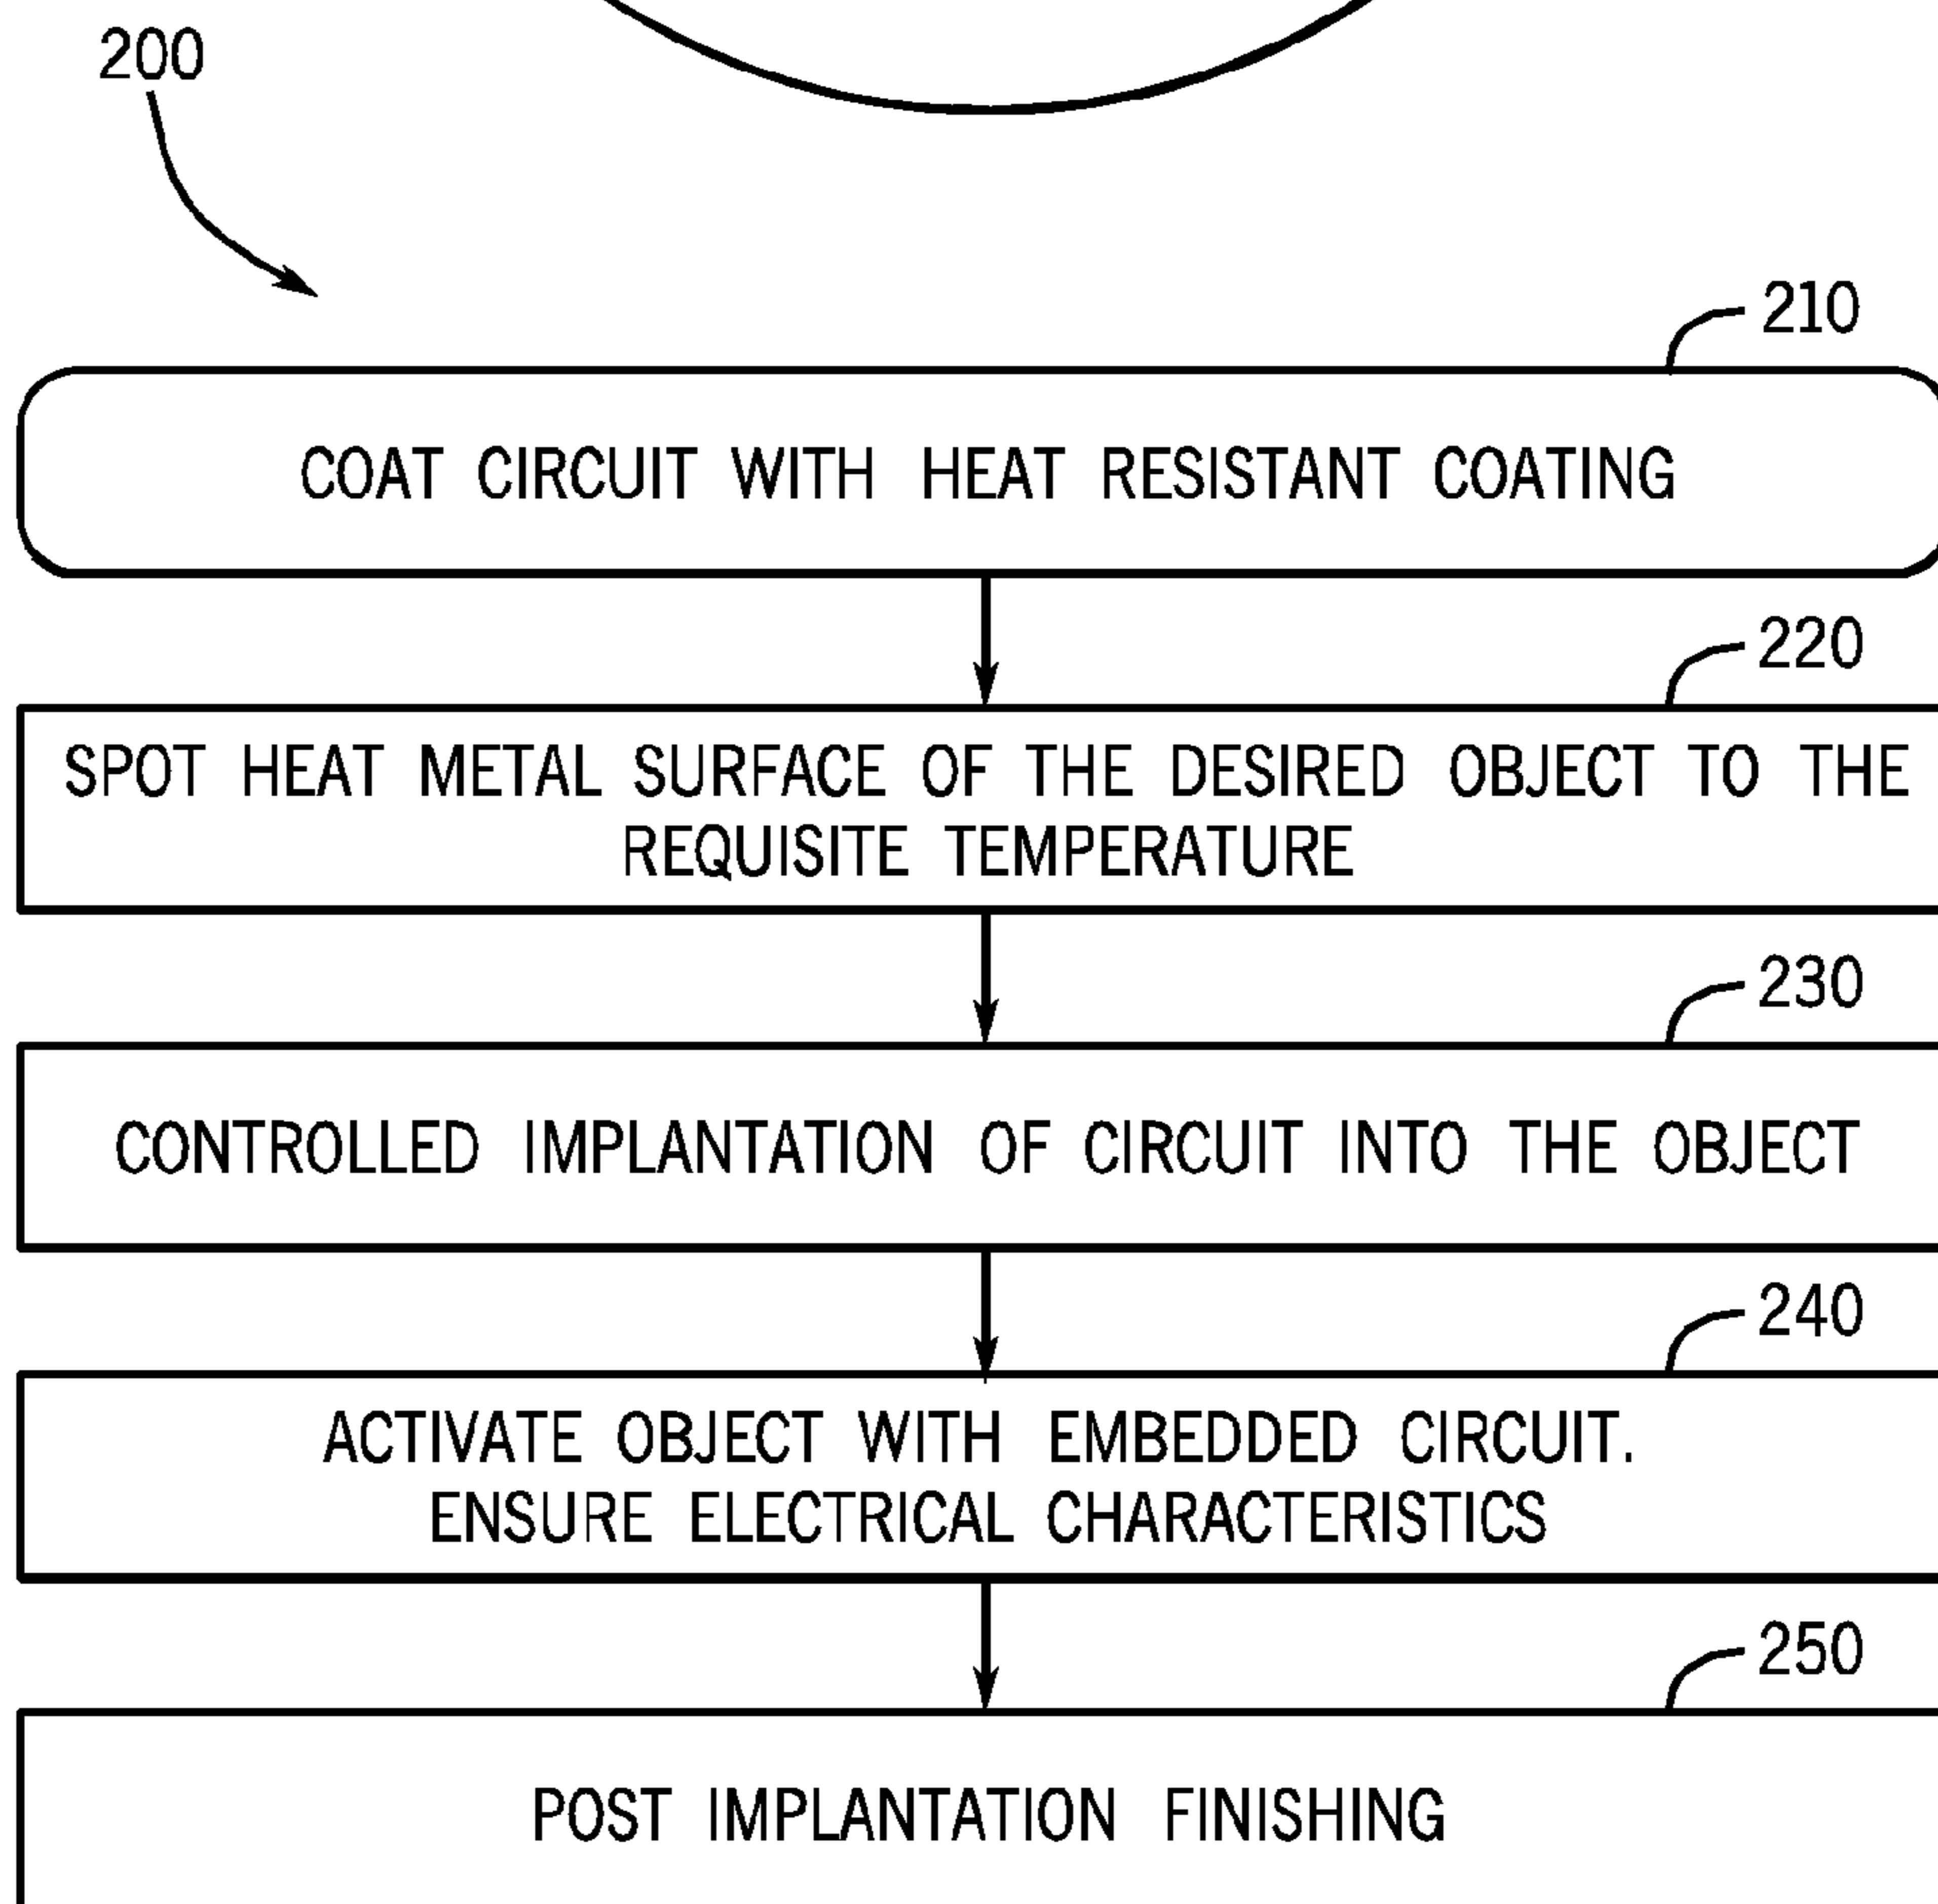 200
210
COAT CIRCUIT WITH HEAT RESISTANT COATING
220
SPOT HEAT METAL SURFACE OF THE DESIRED OBJECT TO THE
REQUISITE TEMPERATURE
230
CONTROLLED IMPLANTATION OF CIRCUIT INTO THE OBJECT
240
ACTIVATE OBJECT WITH EMBEDDED CIRCUIT.
ENSURE ELECTRICAL CHARACTERISTICS
250
POST IMPLANTATION FINISHING